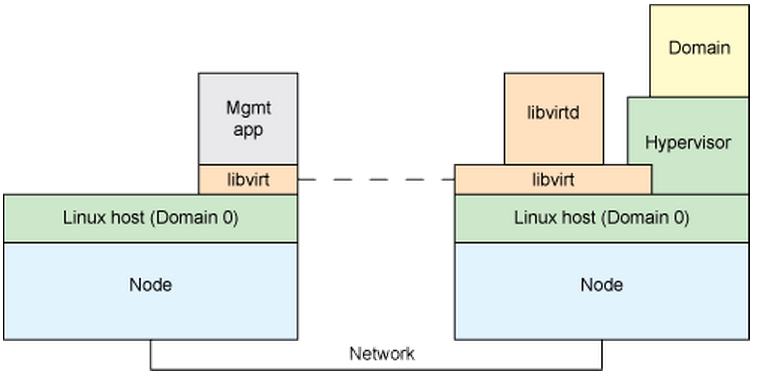 Domain
Mgmt
app
libvirtd
Hypervisor
libvirt
libvirt
Linux host (Domain 0)
Linux host (Domain 0)
Node
Node
Network